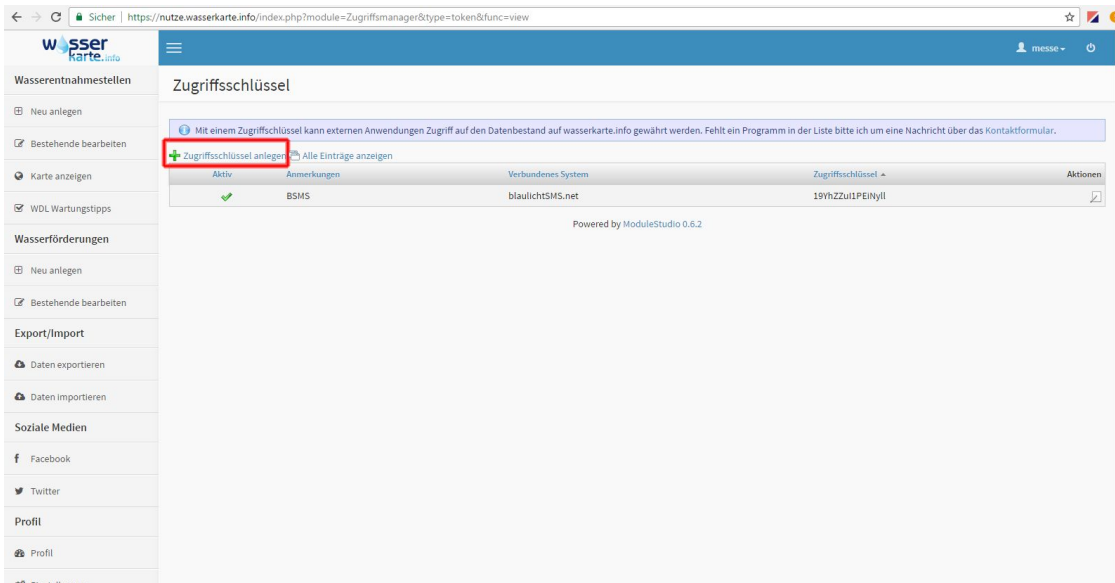 Sicher | https://nutze.wasserkarte.info/index.php?module=Zugriffsmanager&type=token&func=view
wasser
karte.info
messe
Wasserentnahmestellen
Neu anlegen
Bestehende bearbeiten
Karte anzeigen
WDL Wartungstipps
Wasserförderungen
Neu anlegen
Bestehende bearbeiten
Export/Import
Daten exportieren
Daten importieren
Soziale Medien
Facebook
Twitter
Profil
Profil
Zugriffsschlüssel
Mit einem Zugriffschlüssel kann externen Anwendungen Zugriff auf den Datenbestand auf wasserkarte.info gewährt werden. Fehlt ein Programm in der Liste bitte ich um eine Nachricht über das Kontaktformular.
Zugriffsschlüssel anlegen Alle Einträge anzeigen
Aktiv Anmerkungen Verbundenes System Zugriffsschlüssel Aktionen
BSMS blaulichtSMS.net 19YhZZuI1PEiNyll
Powered by ModuleStudio 0.6.2